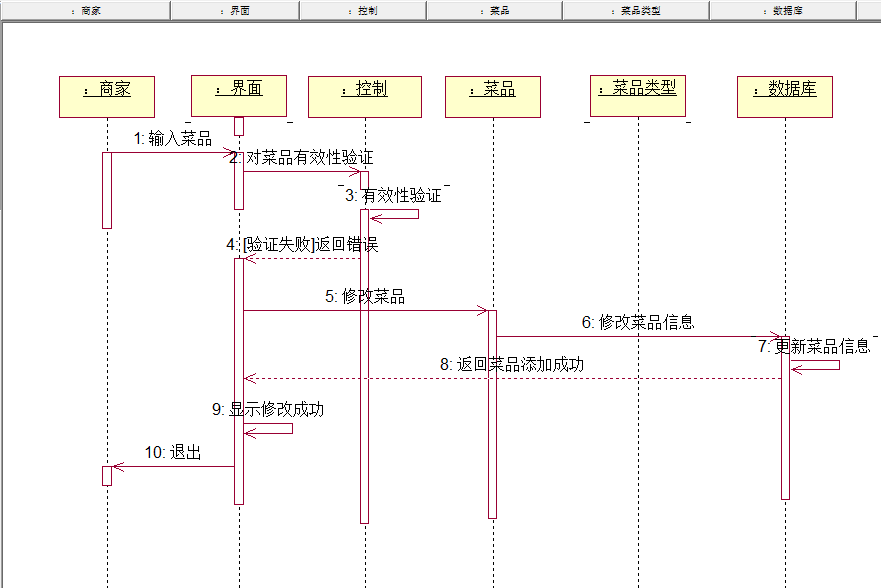 ： 商家
： 界面
： 控制
： 菜品
： 菜品类型
： 数据库
： 商家
： 界面
： 控制
： 菜品
： 菜品类型
： 数据库
1: 输入菜品
2: 对菜品有效性验证
3: 有效性验证
4: [验证失败]返回错误
5: 修改菜品
6: 修改菜品信息
7: 更新菜品信息
8: 返回菜品添加成功
9: 显示修改成功
10: 退出